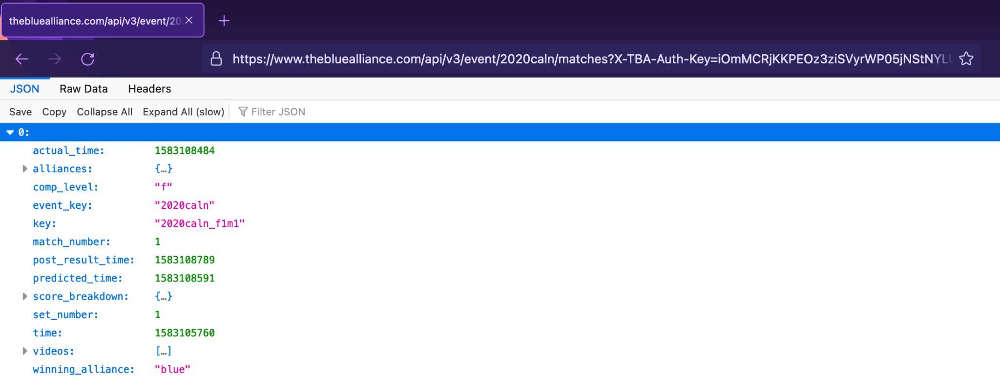 thebluealliance.com/api/v3/event/20
https://www.thebluealliance.com/api/v3/event/2020caln/matches?X-TBA-Auth-Key=iOmMCRjKKPEOz3ziSVyrWP05jNStNYL
JSON Raw Data Headers
Save Copy Collapse All Expand All (slow) Filter JSON
0:
actual_time: 1583108484
alliances: {…}
comp_level: "f"
event_key: "2020caln"
key: "2020caln_f1m1"
match_number: 1
post_result_time: 1583108789
predicted_time: 1583108591
score_breakdown: {…}
set_number: 1
time: 1583105760
videos: […]
winning_alliance: "blue"